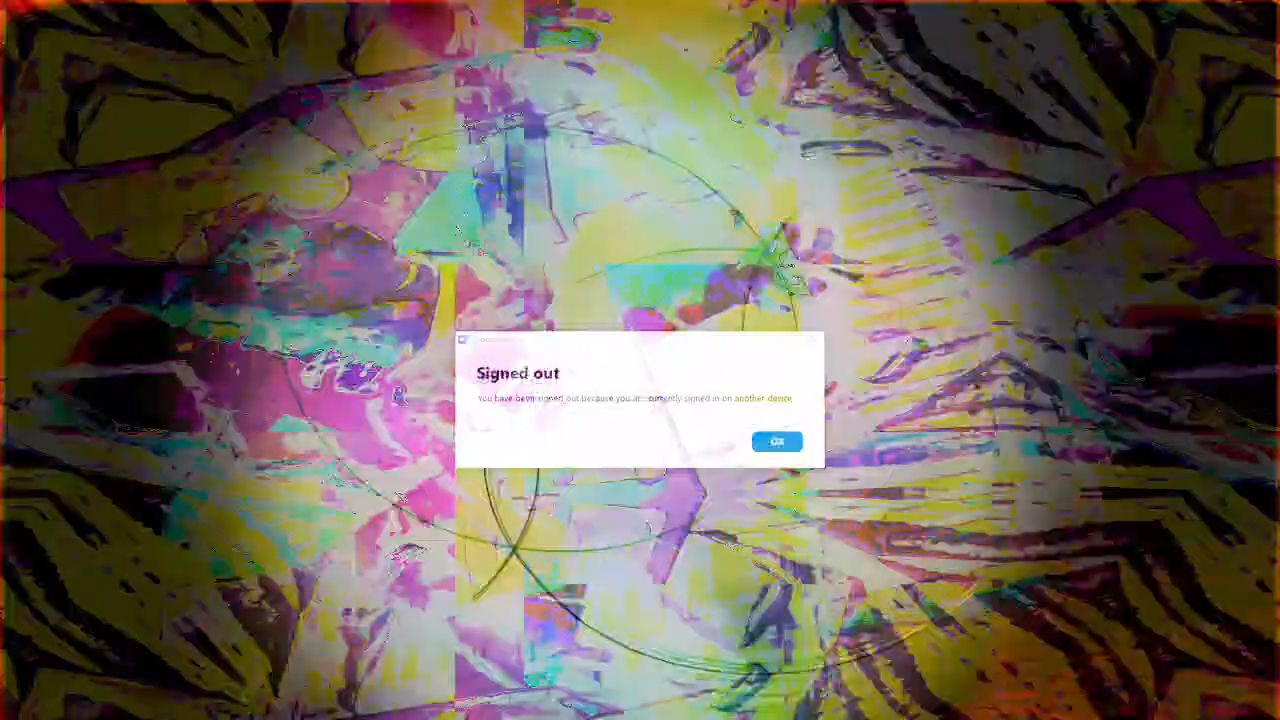 Signed out
You have been signed out because you are currently signed in on another device
OK